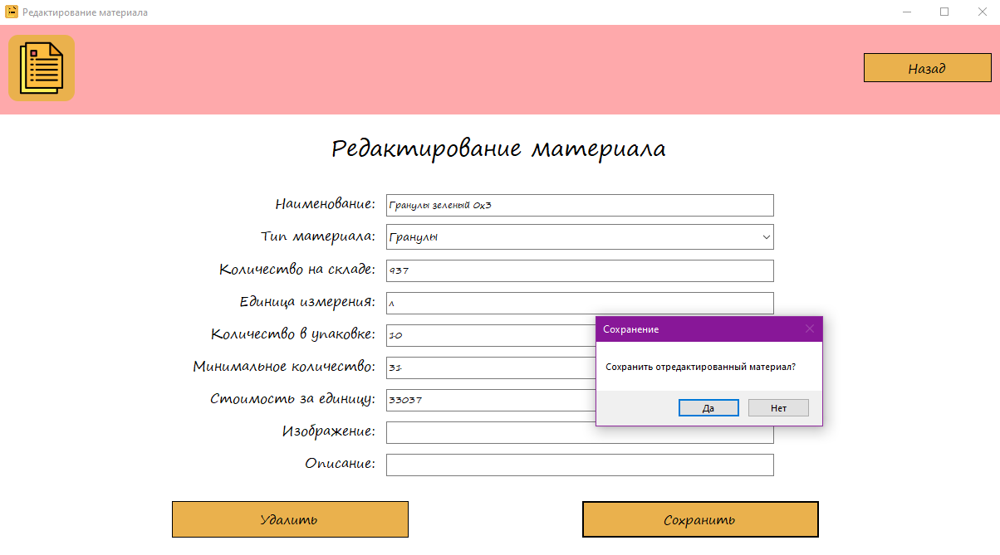 Редактирование материала
Назад
Редактирование материала
Наименование: Гранулы зеленый 0x3
Тип материала: Гранулы
Количество на складе: 937
Единица измерения: л
Количество в упаковке: 10
Минимальное количество: 31
Стоимость за единицу: 33037
Изображение:
Описание:
Сохранение
Сохранить отредактированный материал?
Да Нет
Удалить Сохранить